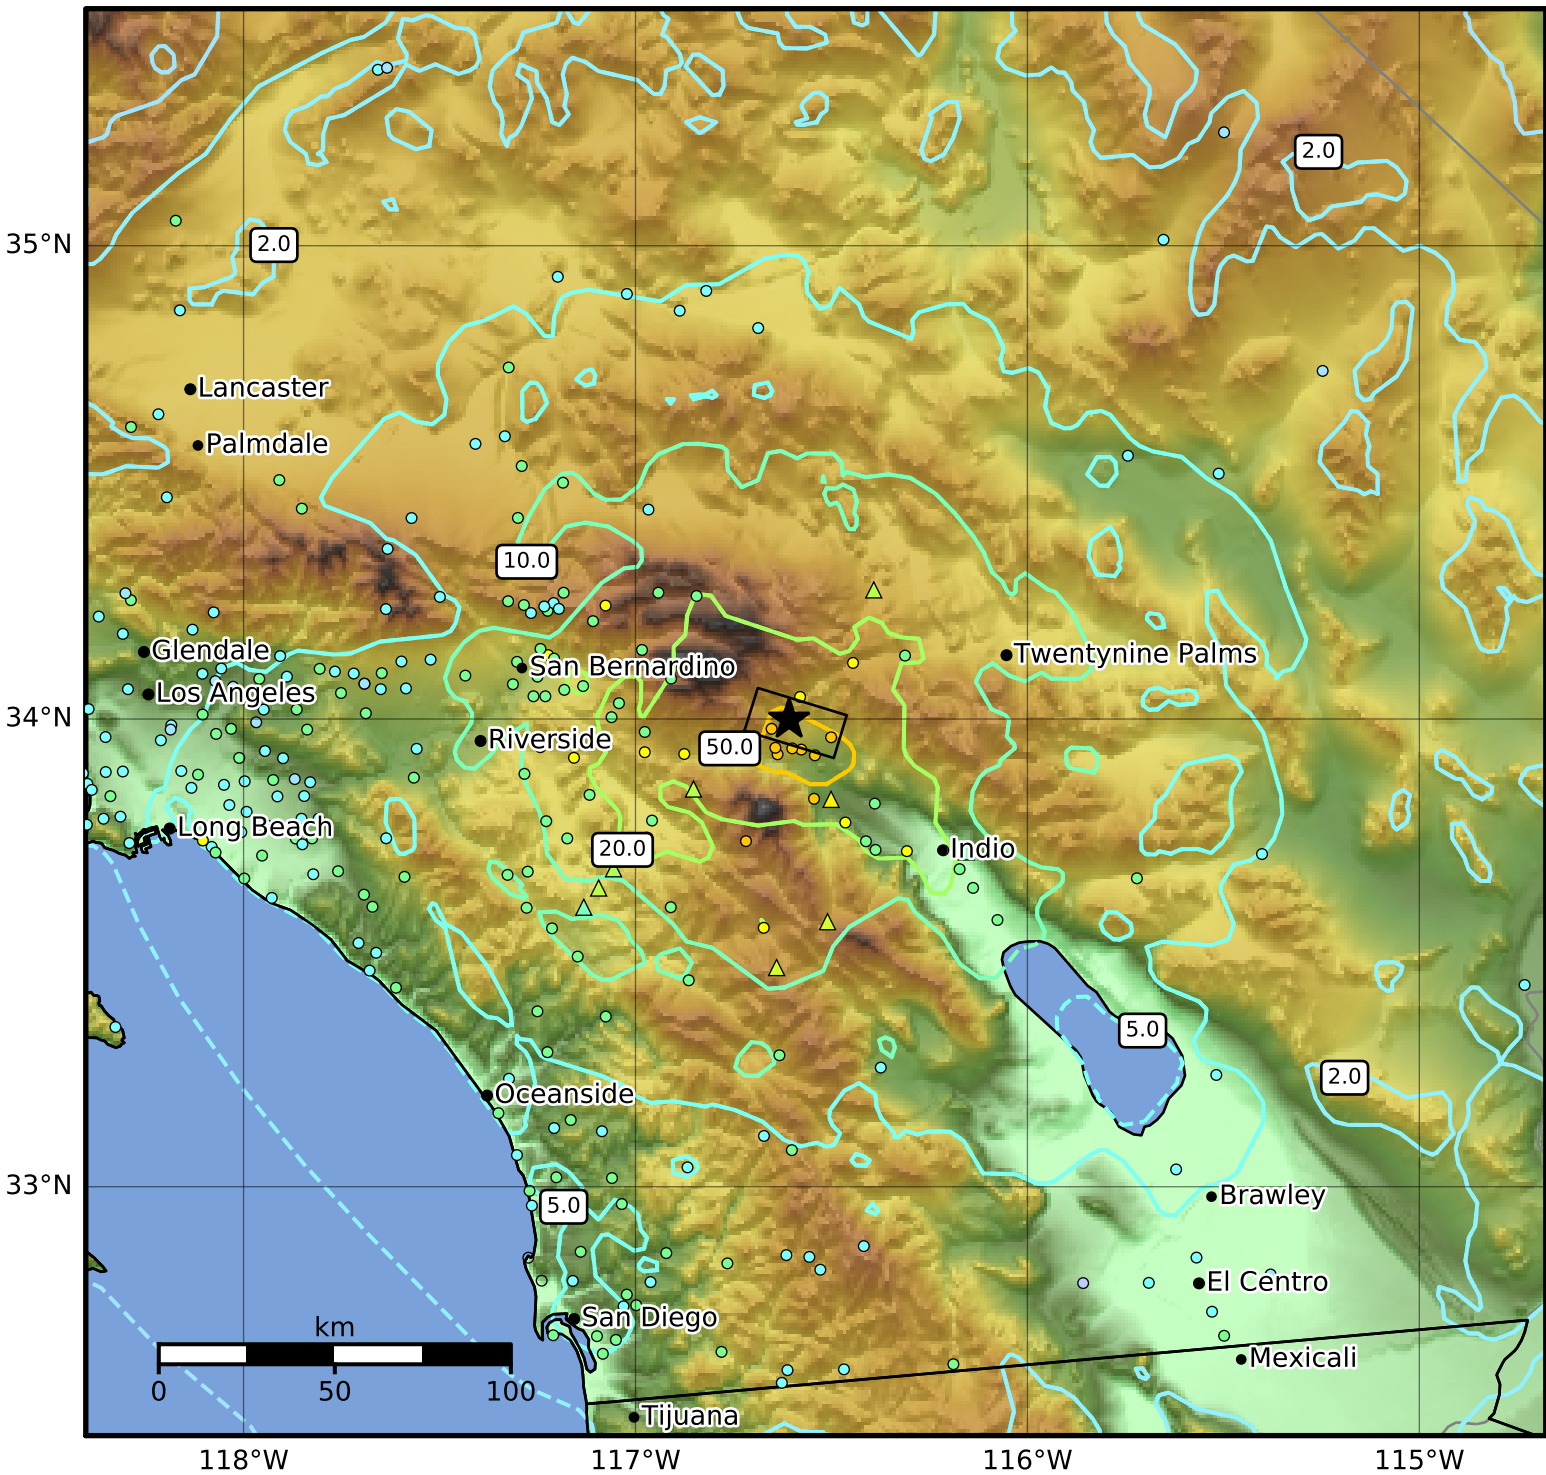 2.0
35°N
2.0
Lancaster
Palmdale
10.0
Glendale
San Bernardino
Twentynine Palms
Los Angeles
34°N
Riverside
50.0
Long Beach
20.0
Indio
5.0
2.0
Oceanside
33°N
5.0
Brawley
El Centro
San Diego
km
Mexicali
0 50 100
Tijuana
118°W 117°W 116°W 115°W